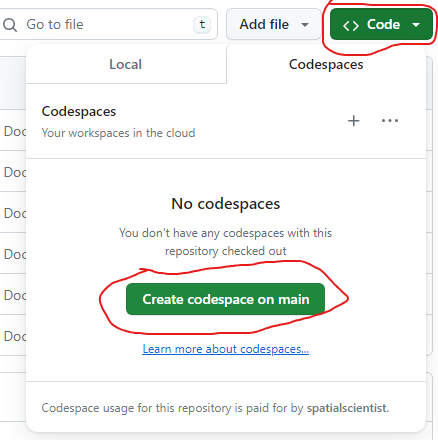 Go to file
t
Add file
<> Code
Local
Codespaces
Codespaces
Your workspaces in the cloud
+ ...
Doc
Doc
Doc
Doc
Doc
Doc
No codespaces
You don't have any codespaces with this
repository checked out
Create codespace on main
Learn more about codespaces...
Codespace usage for this repository is paid for by spatialscientist.